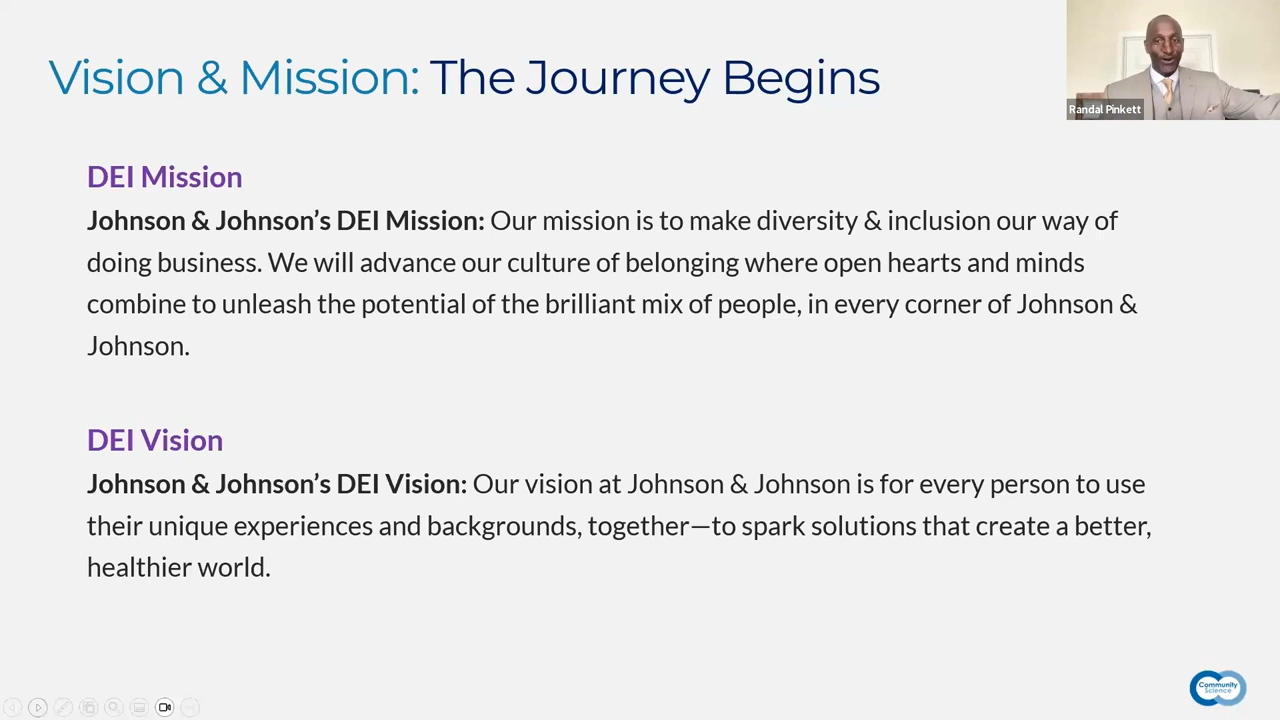 Vision & Mission: The Journey Begins
Randal Pinkett
DEI Mission
Johnson & Johnson’s DEI Mission: Our mission is to make diversity & inclusion our way of
doing business. We will advance our culture of belonging where open hearts and minds
combine to unleash the potential of the brilliant mix of people, in every corner of Johnson &
Johnson.
DEI Vision
Johnson & Johnson’s DEI Vision: Our vision at Johnson & Johnson is for every person to use
their unique experiences and backgrounds, together—to spark solutions that create a better,
healthier world.
Community
Science